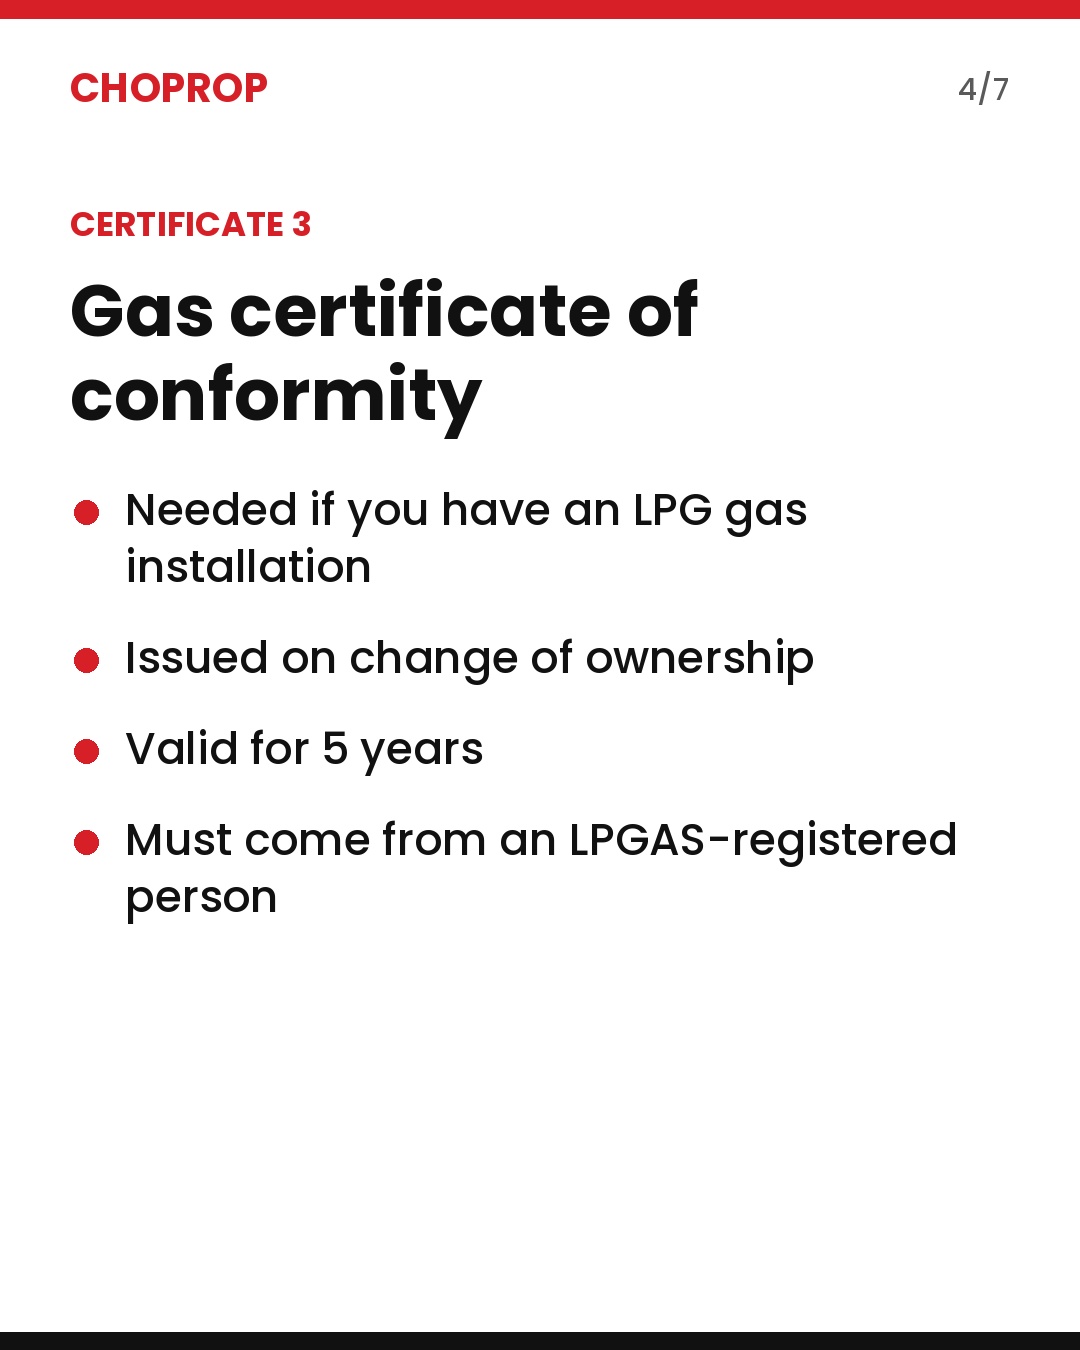 CHOPROP
4/7
CERTIFICATE 3
Gas certificate of
conformity
Needed if you have an LPG gas
installation
Issued on change of ownership
Valid for 5 years
Must come from an LPGAS-registered
person